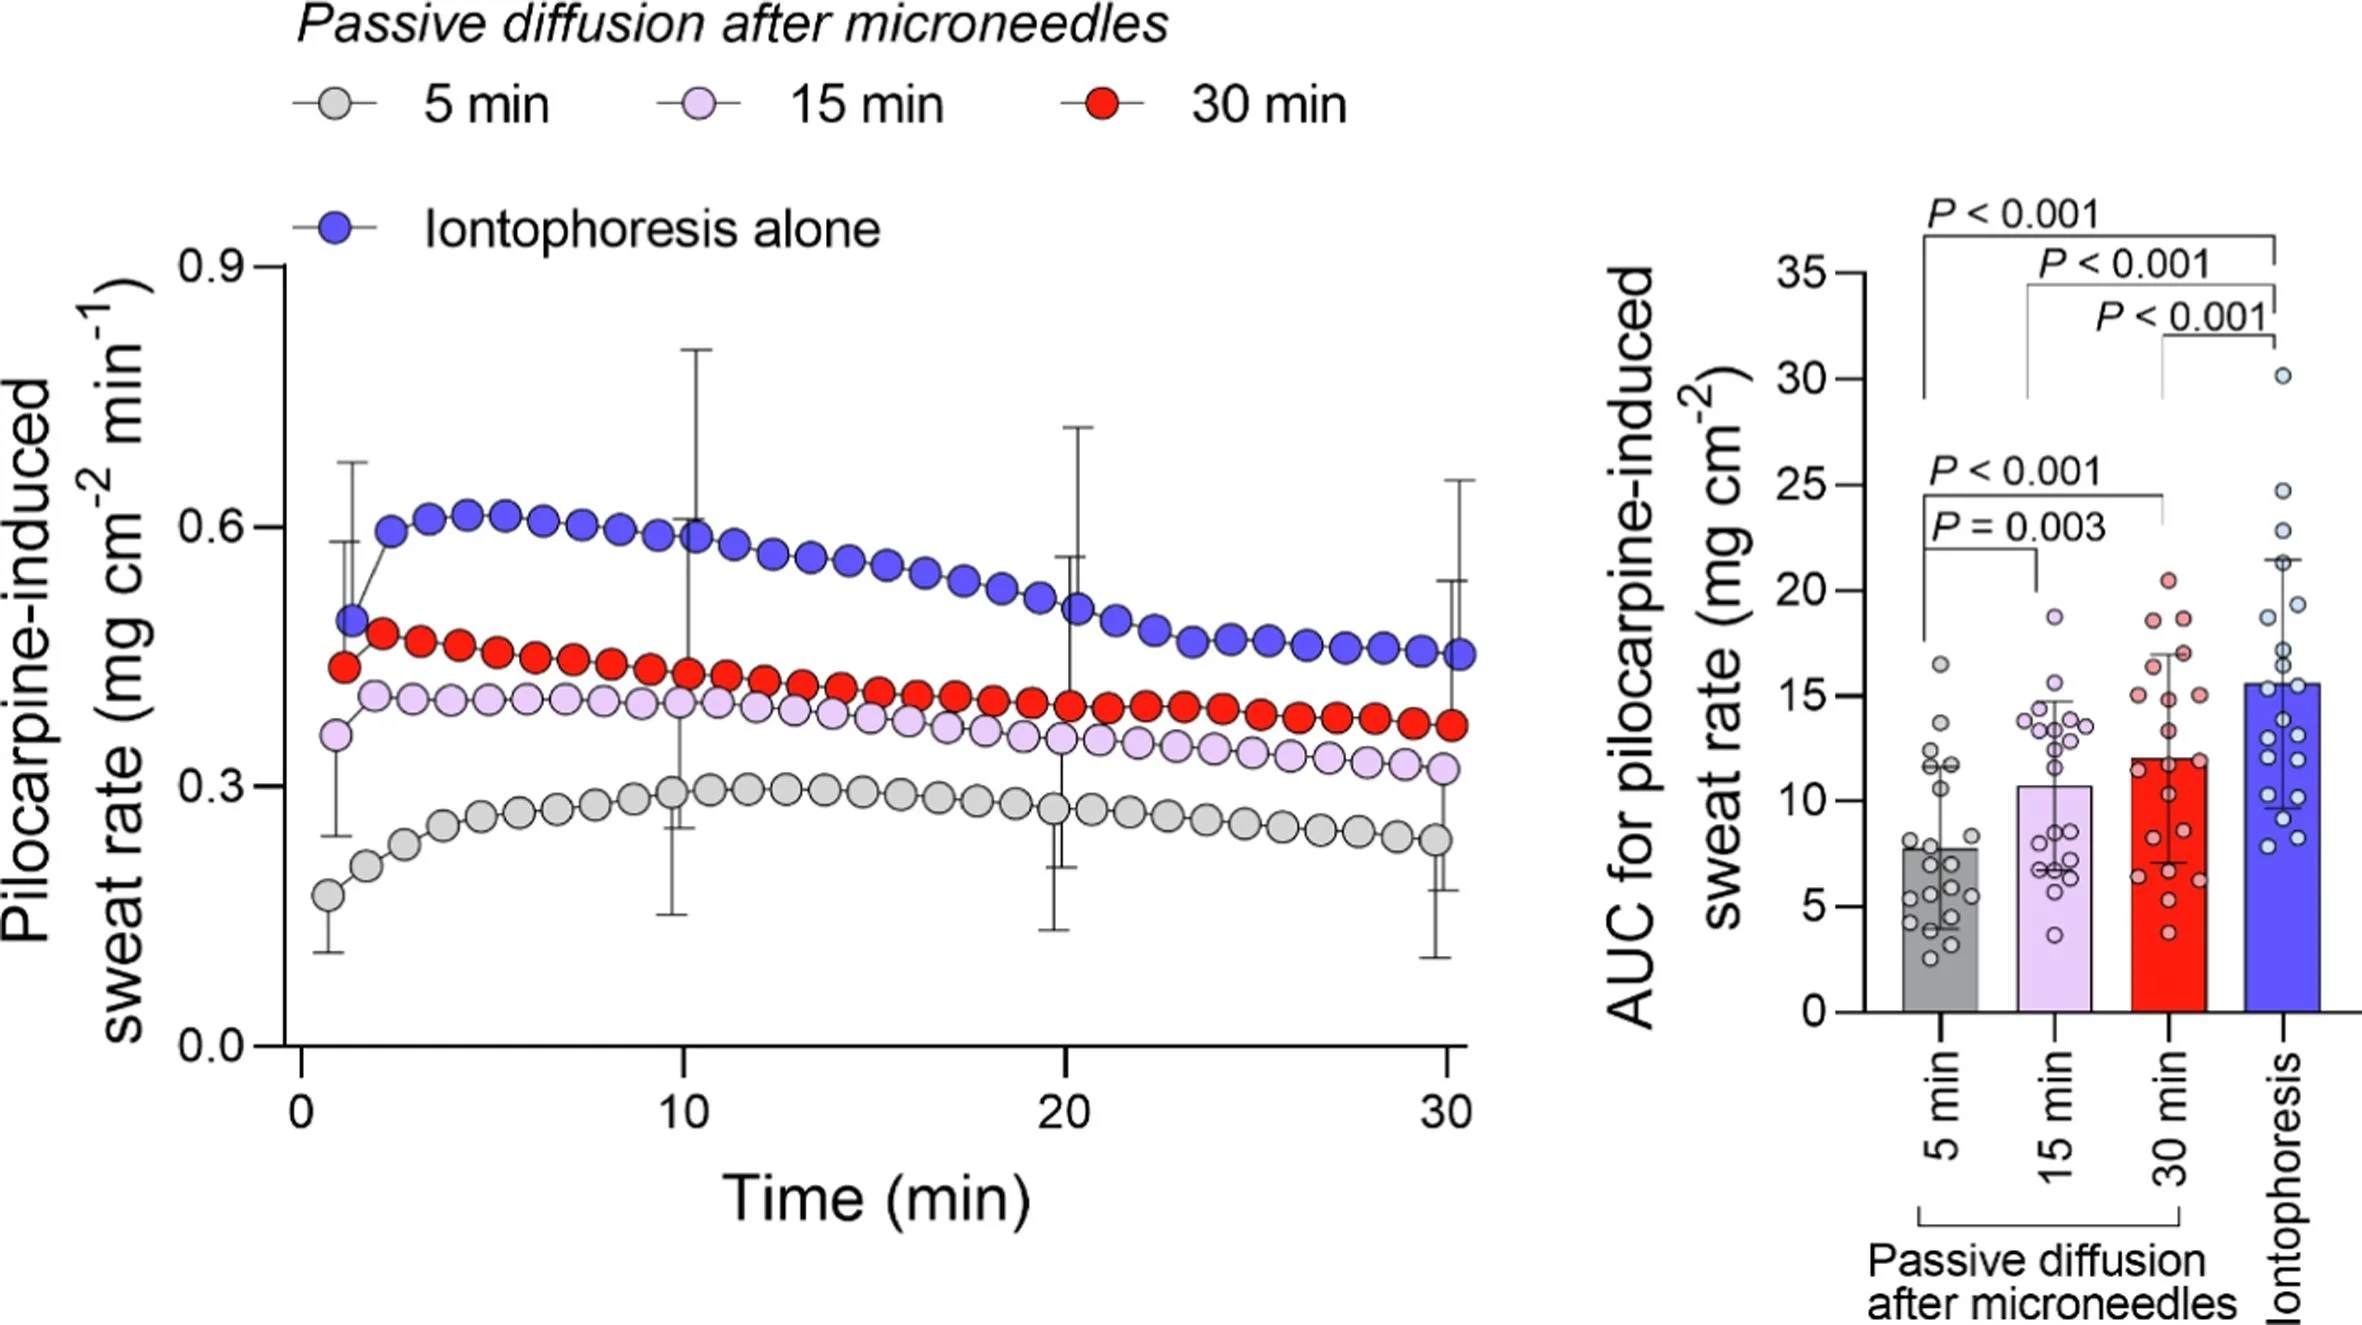 Passive diffusion after microneedles
5 min
15 min
30 min
Iontophoresis alone
Pilocarpine-induced
sweat rate (mg cm-2 min-1)
0.9
0.6
0.3
0.0
0
10
20
30
Time (min)
AUC for pilocarpine-induced
sweat rate (mg cm-2)
35
30
25
20
15
10
5
0
P < 0.001
P < 0.001
P < 0.001
P < 0.001
P = 0.003
5 min
15 min
30 min
Iontophoresis
Passive diffusion
after microneedles